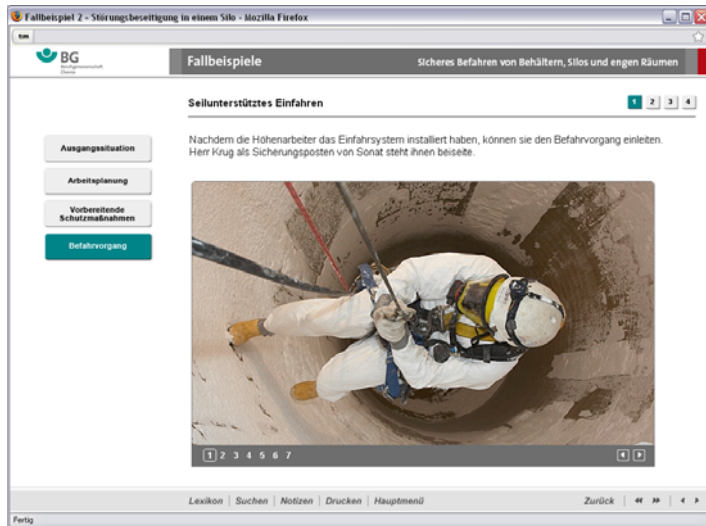 Fallbeispiel 2 - Störungsbeseitigung in einem Silo - Mozilla Firefox
BG
Berufsgenossenschaft
Chemie
Fallbeispiele
Sicheres Befahren von Behältern, Silos und engen Räumen
Seilunterstütztes Einfahren
1 2 3 4
Nachdem die Höhenarbeiter das Einfahrsystem installiert haben, können sie den Befahrvorgang einleiten.
Herr Krug als Sicherungsposten von Sonat steht ihnen beiseite.
Ausgangssituation
Arbeitsplanung
Vorbereitende
Schutzmaßnahmen
Befahrvorgang
1 2 3 4 5 6 7
Lexikon | Suchen | Notizen | Drucken | Hauptmenü
Zurück
Fertig